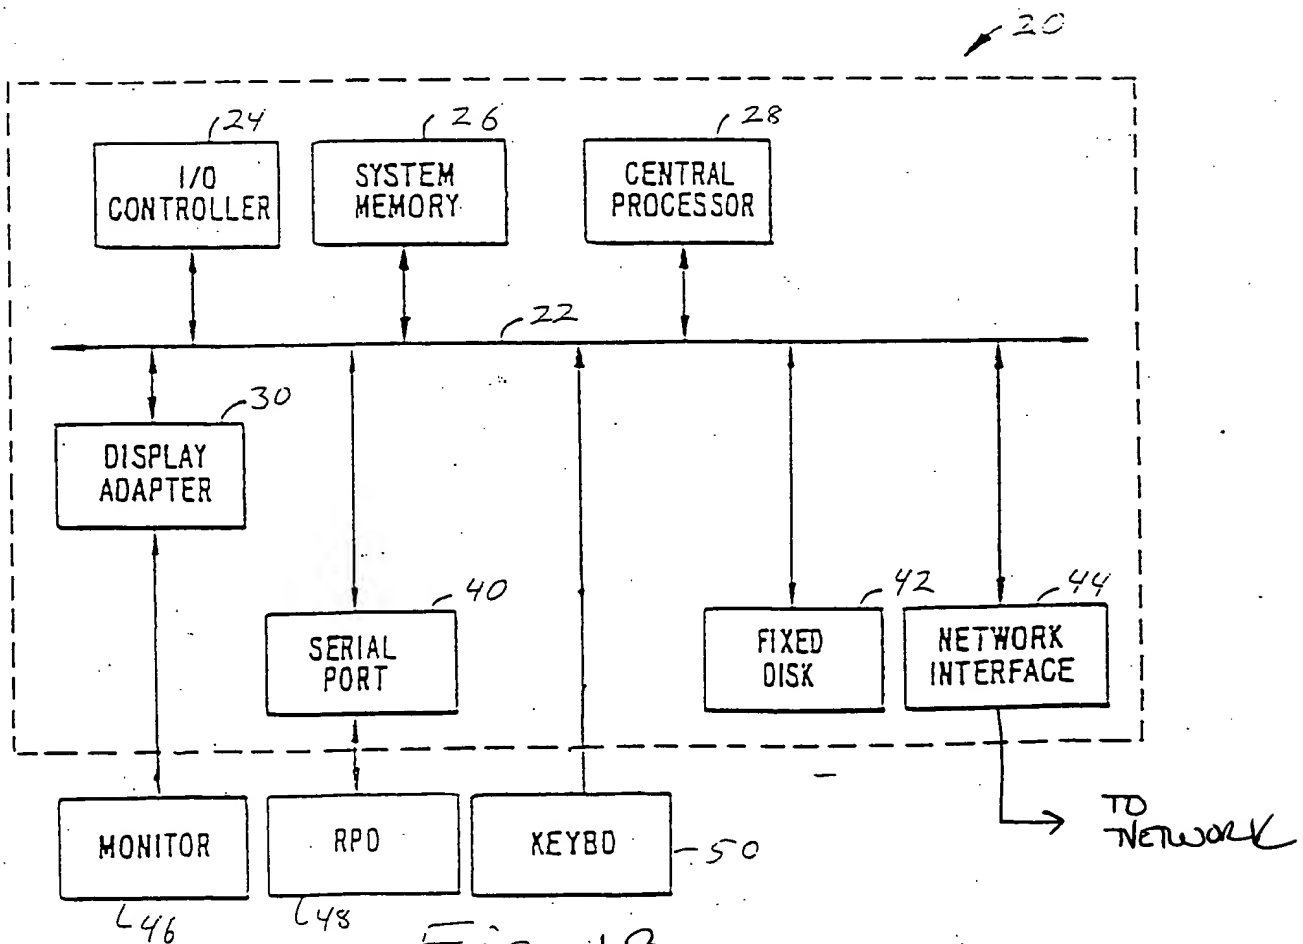 20
24
26
28
I/O
CONTROLLER
SYSTEM
MEMORY
CENTRAL
PROCESSOR
22
30
DISPLAY
ADAPTER
40
42
44
SERIAL
PORT
FIXED
DISK
NETWORK
INTERFACE
MONITOR
RPD
KEYBD
50
TO
NETWORK
46
48